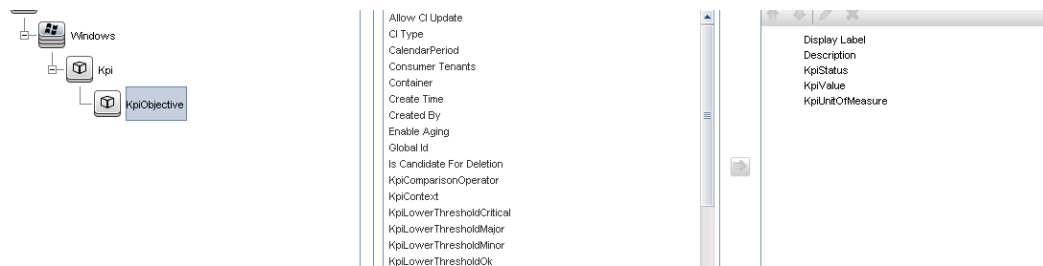 Windows
Kpi
KpiObjective
Allow CI Update
CI Type
CalendarPeriod
Consumer Tenants
Container
Create Time
Created By
Enable Aging
Global Id
Is Candidate For Deletion
KpiComparisonOperator
KpiContext
KpiLowerThresholdCritical
KpiLowerThresholdMajor
KpiLowerThresholdMinor
KpiLowerThresholdOk
Display Label
Description
KpiStatus
KpiValue
KpiUnitOfMeasure